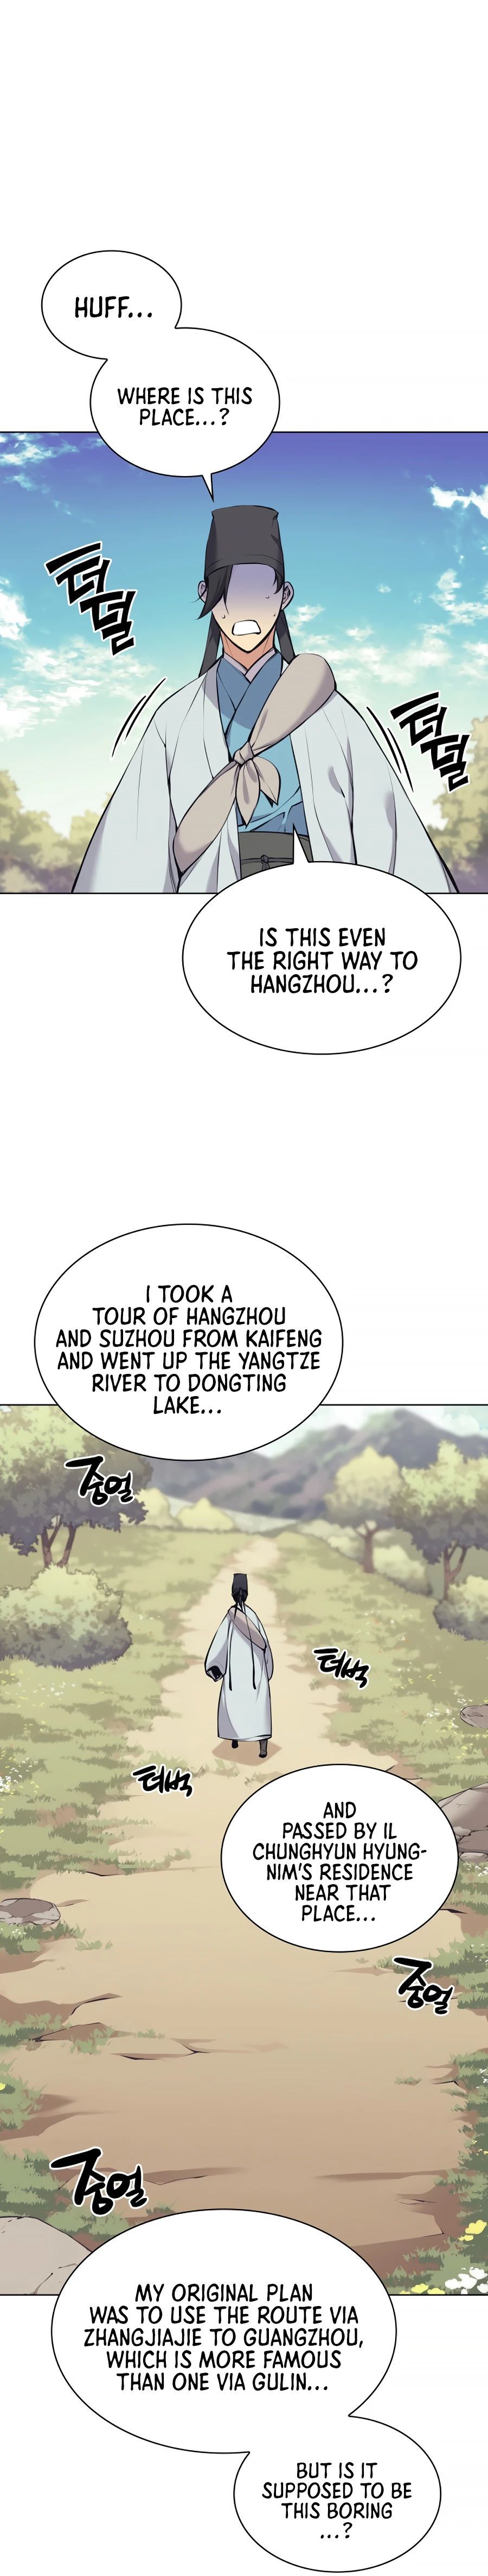 HUFF...
WHERE IS THIS
PLACE...?
덜
덜
덜
덜
IS THIS EVEN
THE RIGHT WAY TO
HANGZHOU...?
I TOOK A
TOUR OF HANGZHOU
AND SUZHOU FROM KAIFENG
AND WENT UP THE YANGTZE
RIVER TO DONGTING
LAKE...
중얼
터벅
터벅
AND
PASSED BY IL
CHUNGHYUN HYUNG-
NIM'S RESIDENCE
NEAR THAT
PLACE...
중얼
중얼
MY ORIGINAL PLAN
WAS TO USE THE ROUTE VIA
ZHANGJIAJIE TO GUANGZHOU,
WHICH IS MORE FAMOUS
THAN ONE VIA GULIN...
BUT IS IT
SUPPOSED TO BE
THIS BORING
...?